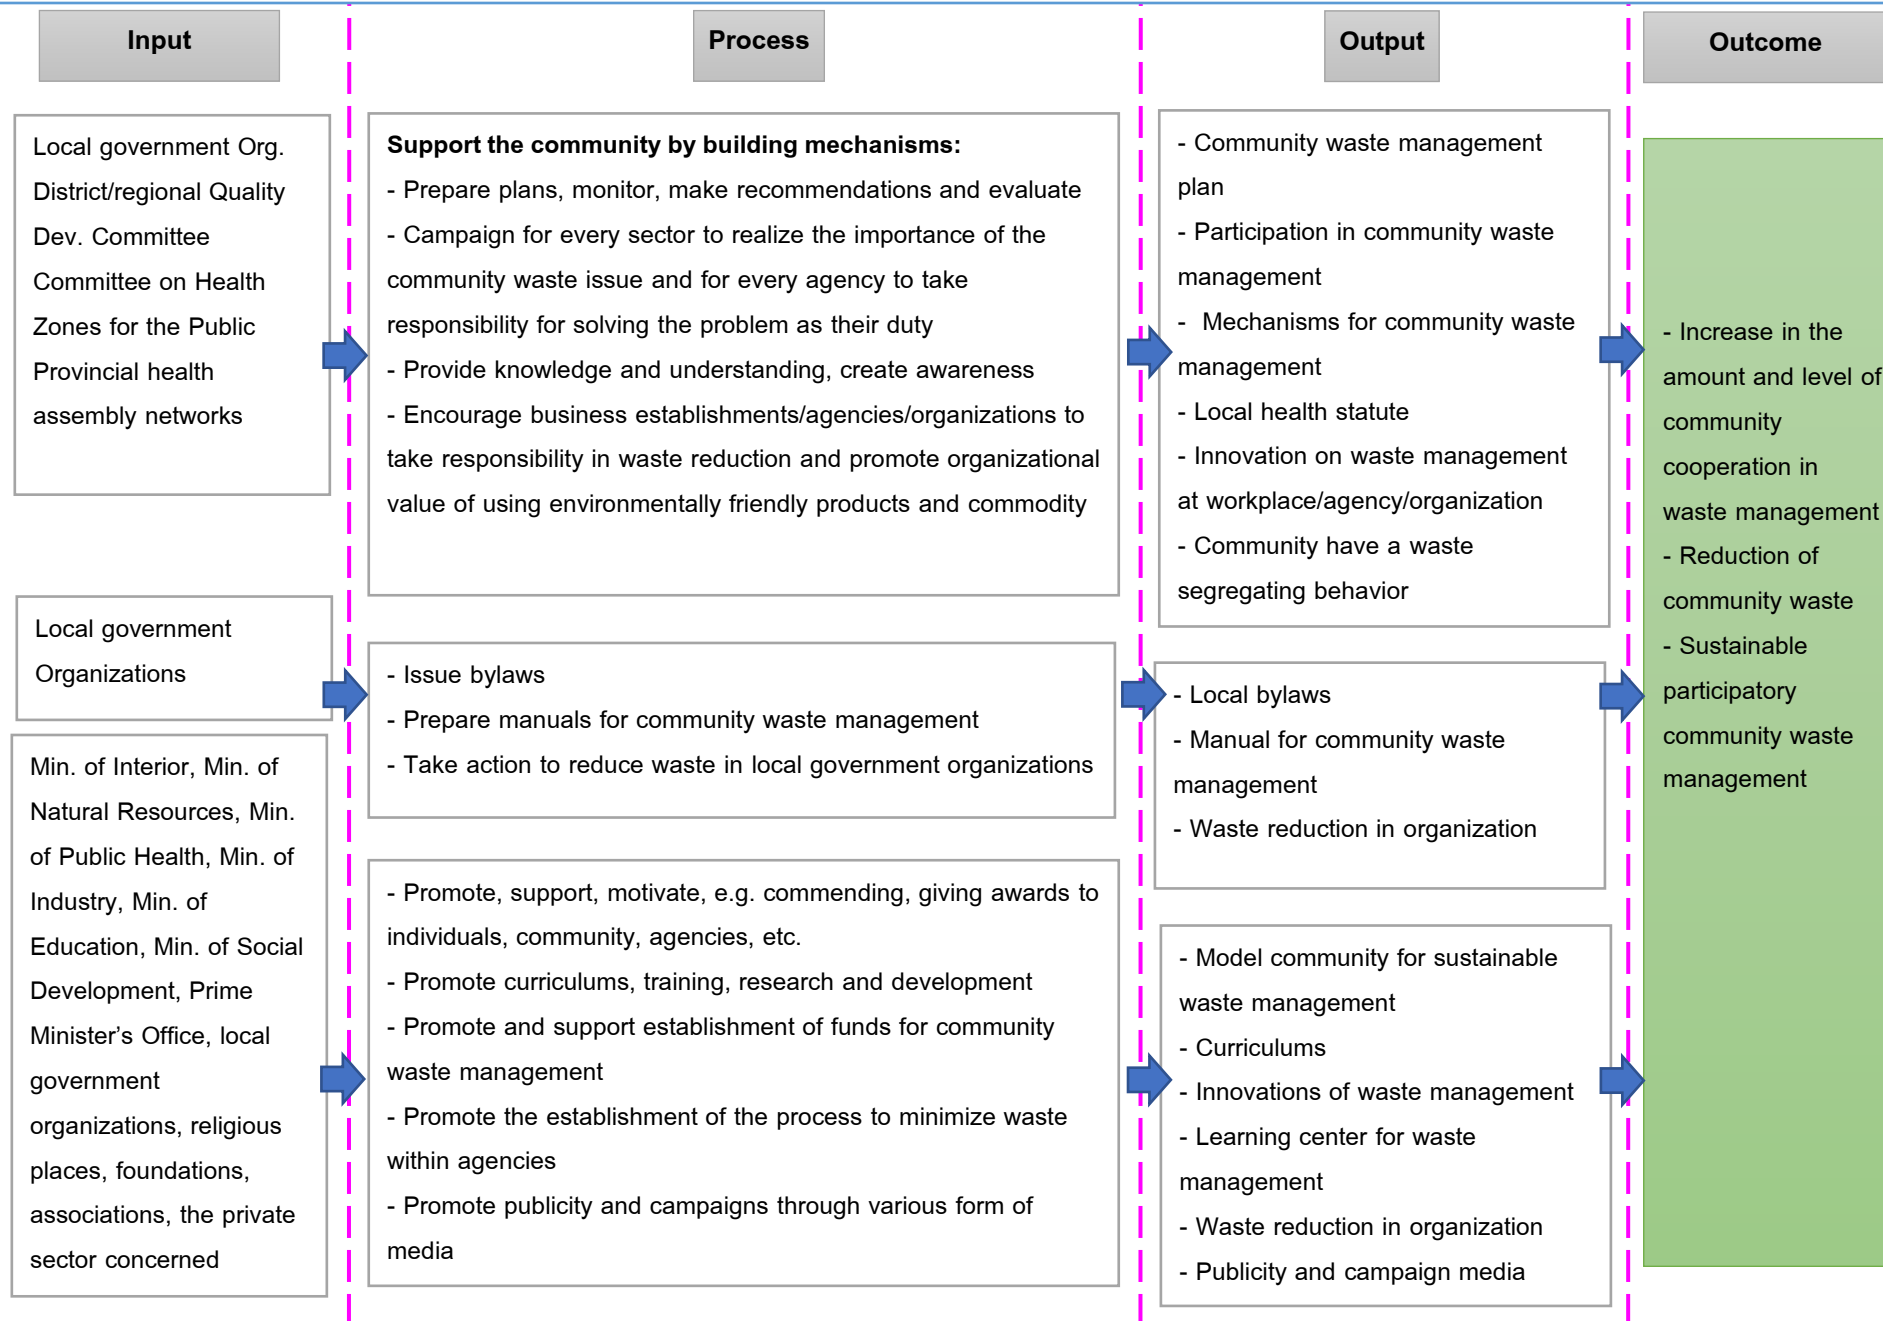 Input
Process
Output
Outcome
Local government Org.
District/regional Quality
Dev. Committee
Committee on Health
Zones for the Public
Provincial health
assembly networks
Support the community by building mechanisms:
- Prepare plans, monitor, make recommendations and evaluate
- Campaign for every sector to realize the importance of the
community waste issue and for every agency to take
responsibility for solving the problem as their duty
- Provide knowledge and understanding, create awareness
- Encourage business establishments/agencies/organizations to
take responsibility in waste reduction and promote organizational
value of using environmentally friendly products and commodity
- Community waste management
plan
- Participation in community waste
management
- Mechanisms for community waste
management
- Local health statute
- Innovation on waste management
at workplace/agency/organization
- Community have a waste
segregating behavior
- Increase in the
amount and level of
community
cooperation in
waste management
- Reduction of
community waste
- Sustainable
participatory
community waste
management
Local government
Organizations
- Issue bylaws
- Prepare manuals for community waste management
- Take action to reduce waste in local government organizations
- Local bylaws
- Manual for community waste
management
- Waste reduction in organization
Min. of Interior, Min. of
Natural Resources, Min.
of Public Health, Min. of
Industry, Min. of
Education, Min. of Social
Development, Prime
Minister’s Office, local
government
organizations, religious
places, foundations,
associations, the private
sector concerned
- Promote, support, motivate, e.g. commending, giving awards to
individuals, community, agencies, etc.
- Promote curriculums, training, research and development
- Promote and support establishment of funds for community
waste management
- Promote the establishment of the process to minimize waste
within agencies
- Promote publicity and campaigns through various form of
media
- Model community for sustainable
waste management
- Curriculums
- Innovations of waste management
- Learning center for waste
management
- Waste reduction in organization
- Publicity and campaign media